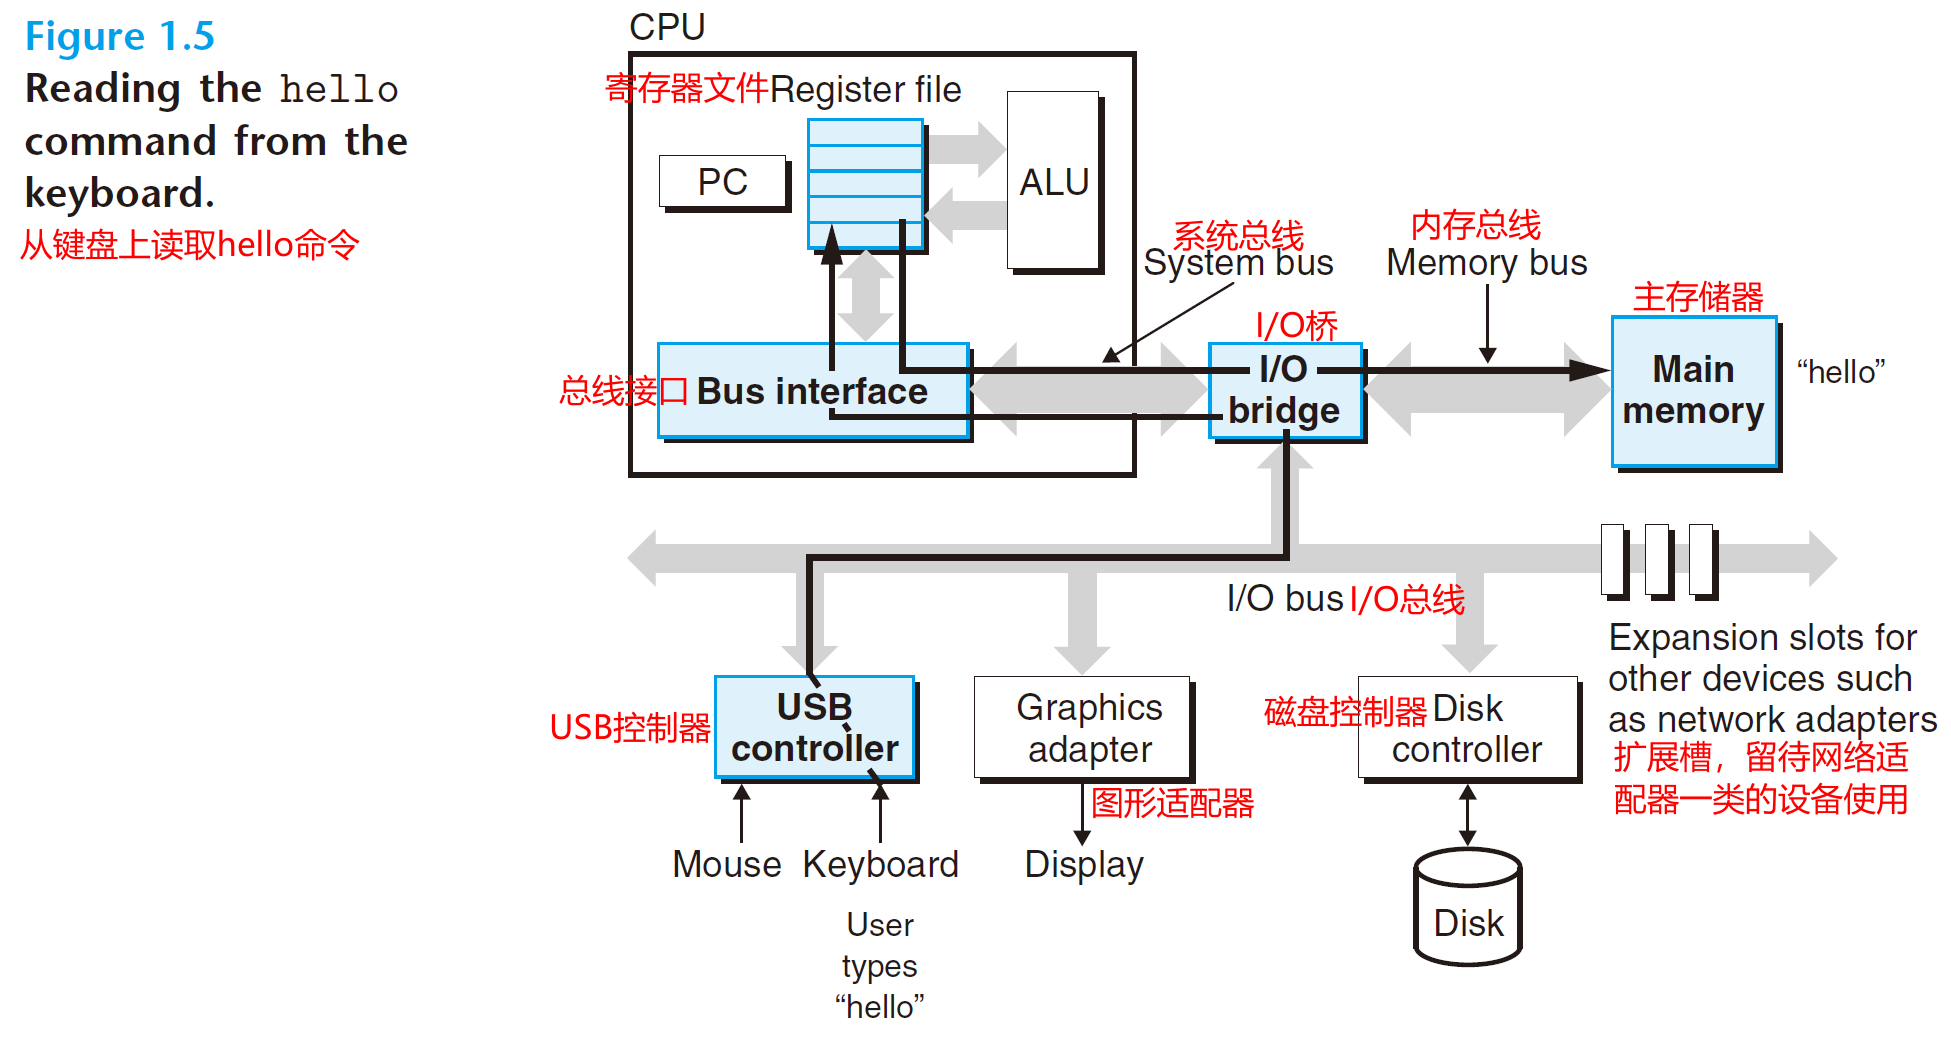 Figure 1.5
Reading the hello
command from the
keyboard.
从键盘上读取hello命令
CPU
寄存器文件Register file
PC
ALU
系统总线
System bus
内存总线
Memory bus
总线接口 Bus interface
I/O桥
I/O
bridge
主存储器
Main
memory
“hello”
I/O bus I/O总线
Expansion slots for
other devices such
as network adapters
扩展槽，留待网络适
配器一类的设备使用
USB控制器
USB
controller
Mouse
Keyboard
User
types
“hello”
Graphics
adapter
图形适配器
Display
磁盘控制器 Disk
controller
Disk